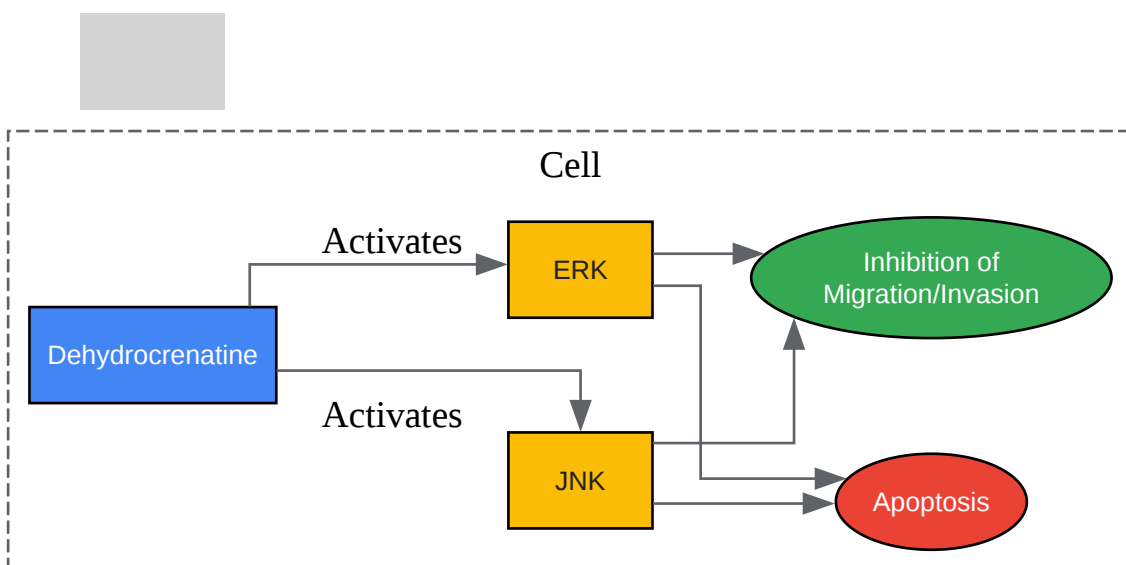 Cell
Activates
ERK
Inhibition of
Migration/Invasion
Dehydrocrenatine
Activates
JNK
Apoptosis